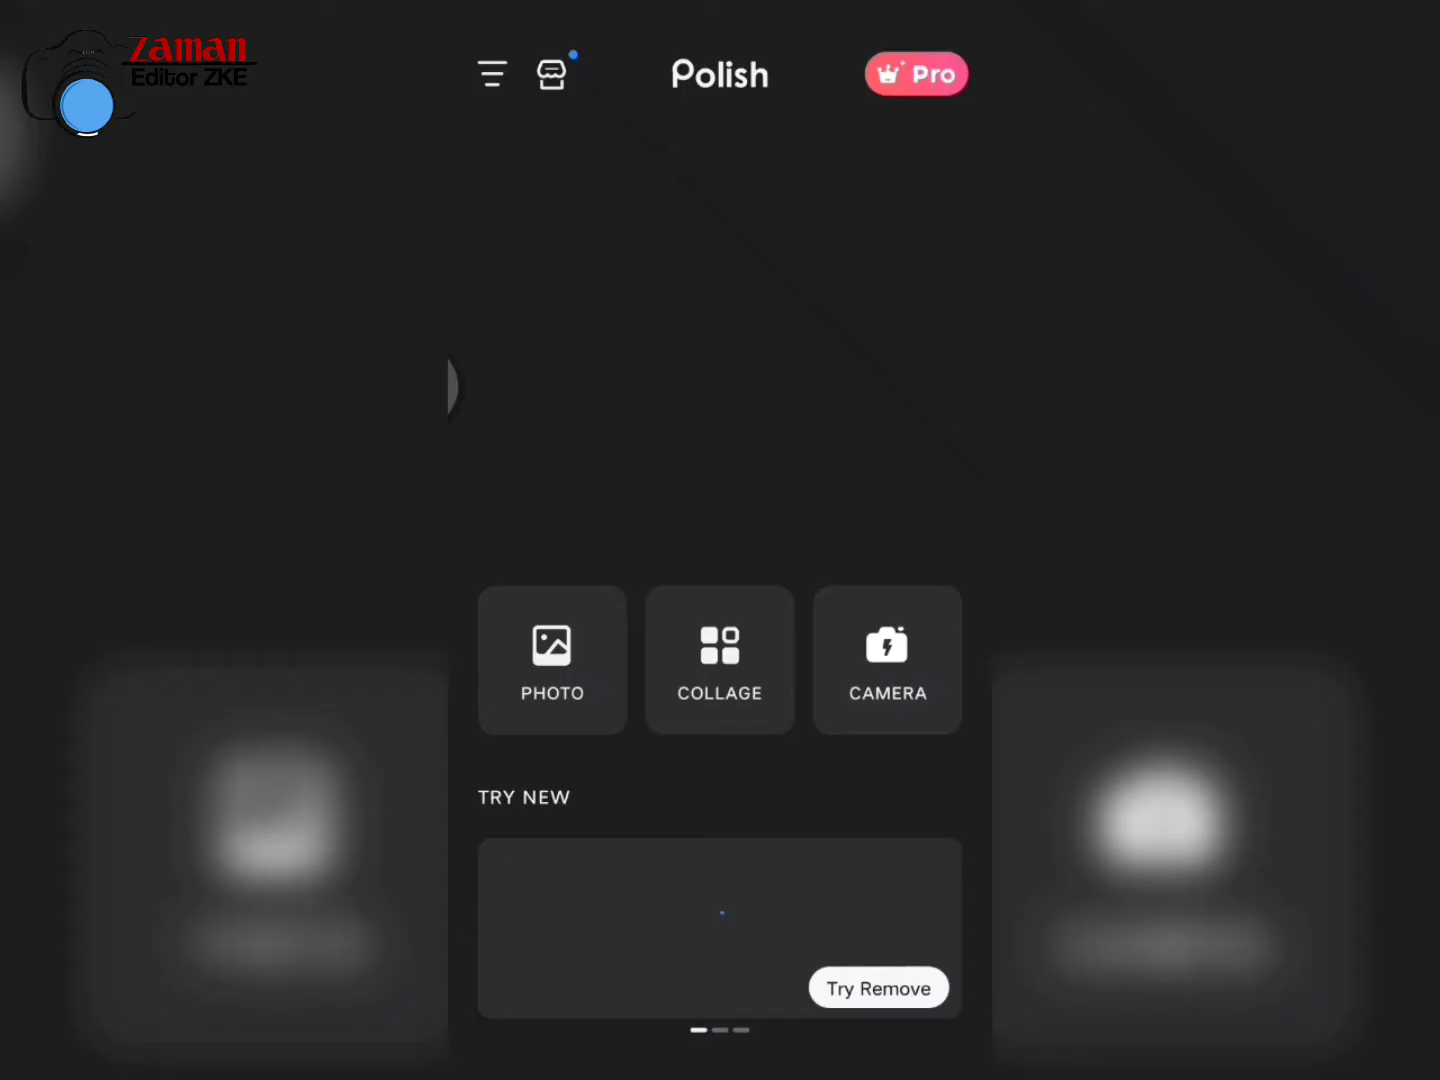 Zaman
Editor ZKE
Polish
Pro
PHOTO
COLLAGE
CAMERA
TRY NEW
Try Remove